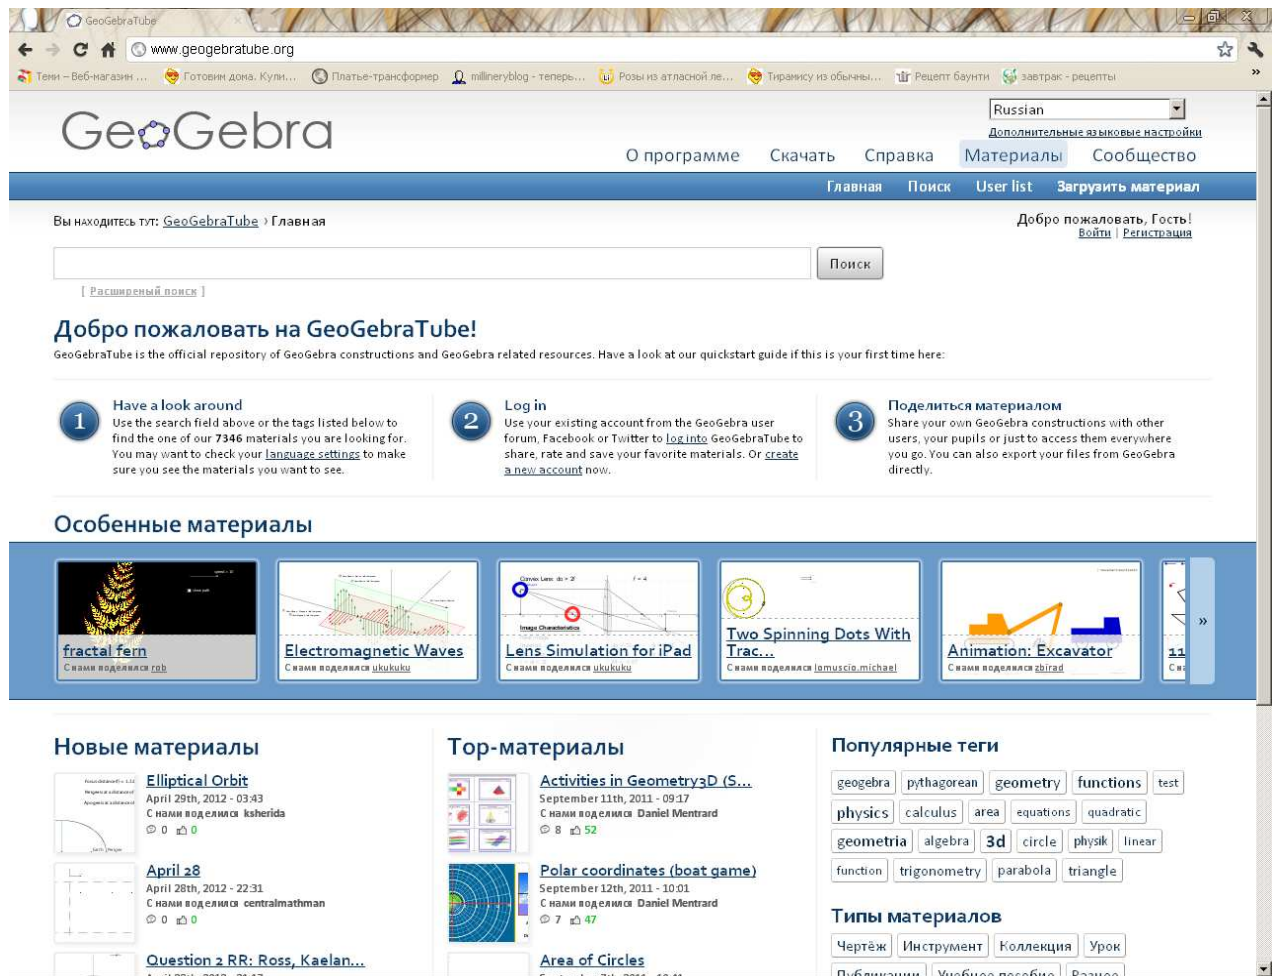 GeoGebraTube
www.geogebratube.org
Теми – Веб-магазин ...
Готовим дома. Кули...
Платье-трансформер
millineryblog - теперь...
Розы из атласной ле...
Тирамису из обычны...
Рецепт баунти
завтрак - рецепты
GeoGebra
Russian
Дополнительные языковые настройки
О программе Скачать Справка Материалы Сообщество
Главная Поиск User list Загрузить материал
Вы находитесь тут: GeoGebraTube › Главная
Добро пожаловать, Гость!
Войти | Регистрация
Поиск
[ Расширеный поиск ]
Добро пожаловать на GeoGebraTube!
GeoGebraTube is the official repository of GeoGebra constructions and GeoGebra related resources. Have a look at our quickstart guide if this is your first time here:
1
Have a look around
Use the search field above or the tags listed below to
find the one of our 7346 materials you are looking for.
You may want to check your language settings to make
sure you see the materials you want to see.
2
Log in
Use your existing account from the GeoGebra user
forum, Facebook or Twitter to log into GeoGebraTube to
share, rate and save your favorite materials. Or create
a new account now.
3
Поделиться материалом
Share your own GeoGebra constructions with other
users, your pupils or just to access them everywhere
you go. You can also export your files from GeoGebra
directly.
Особенные материалы
fractal fern
С нами поделился rob
Electromagnetic Waves
С нами поделился ukukuku
Convex Lens
Image Characteristics
Lens Simulation for iPad
С нами поделился ukukuku
Two Spinning Dots With
Trac...
С нами поделился lomuscio.michael
Animation: Excavator
С нами поделился zbirad
11
»
Новые материалы
Elliptical Orbit
April 29th, 2012 - 03:43
С нами поделился ksherida
0 0
April 28
April 28th, 2012 - 22:31
С нами поделился centralmathman
0 0
Question 2 RR: Ross, Kaelan...
Top-материалы
Activities in Geometry3D (S...
September 11th, 2011 - 09:17
С нами поделился Daniel Mentrard
8 52
Polar coordinates (boat game)
September 12th, 2011 - 10:01
С нами поделился Daniel Mentrard
7 47
Area of Circles
Популярные теги
geogebra pythagorean geometry functions test
physics calculus area equations quadratic
geometria algebra 3d circle physik linear
function trigonometry parabola triangle
Типы материалов
Чертёж Инструмент Коллекция Урок
Публикации Учебное пособие Разное